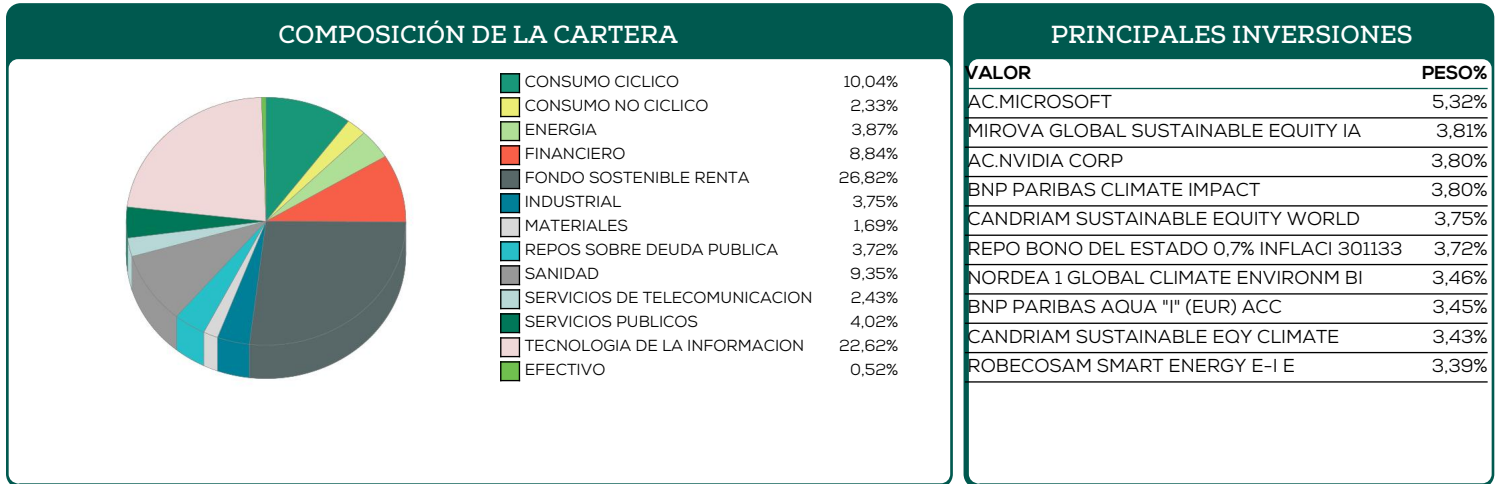 COMPOSICIÓN DE LA CARTERA
CONSUMO CICLICO 10,04%
CONSUMO NO CICLICO 2,33%
ENERGIA 3,87%
FINANCIERO 8,84%
FONDO SOSTENIBLE RENTA 26,82%
INDUSTRIAL 3,75%
MATERIALES 1,69%
REPOS SOBRE DEUDA PUBLICA 3,72%
SANIDAD 9,35%
SERVICIOS DE TELECOMUNICACION 2,43%
SERVICIOS PUBLICOS 4,02%
TECNOLOGIA DE LA INFORMACION 22,62%
EFECTIVO 0,52%
PRINCIPALES INVERSIONES
VALOR PESO%
AC.MICROSOFT 5,32%
MIROVA GLOBAL SUSTAINABLE EQUITY IA 3,81%
AC.NVIDIA CORP 3,80%
BNP PARIBAS CLIMATE IMPACT 3,80%
CANDRIAM SUSTAINABLE EQUITY WORLD 3,75%
REPO BONO DEL ESTADO 0,7% INFLACI 301133 3,72%
NORDEA 1 GLOBAL CLIMATE ENVIRONM BI 3,46%
BNP PARIBAS AQUA "I" (EUR) ACC 3,45%
CANDRIAM SUSTAINABLE EQY CLIMATE 3,43%
ROBECOSAM SMART ENERGY E-I E 3,39%